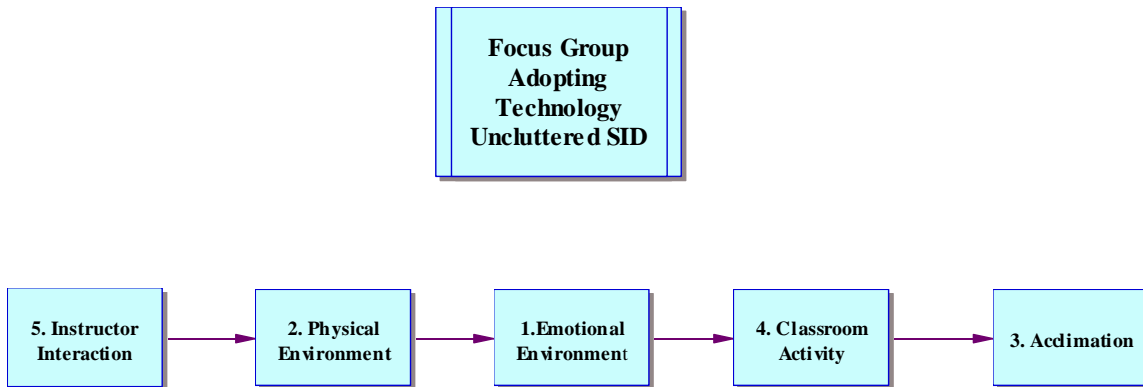 Focus Group
Adopting
Technology
Uncluttered SID
5. Instructor
Interaction
2. Physical
Environment
1.Emotional
Environment
4. Classroom
Activity
3. Acclimation